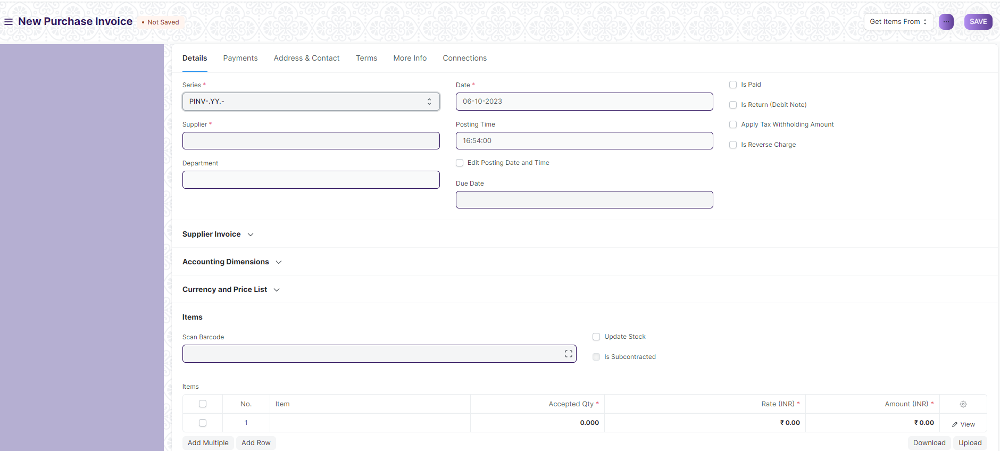 New Purchase Invoice • Not Saved Get Items From ... SAVE
Details Payments Address & Contact Terms More Info Connections
Series * Date * Is Paid
PINV-.YY.- 06-10-2023 Is Return (Debit Note)
Supplier * Posting Time Apply Tax Withholding Amount
16:54:00 Is Reverse Charge
Department Edit Posting Date and Time
Due Date
Supplier Invoice
Accounting Dimensions
Currency and Price List
Items
Scan Barcode Update Stock
Is Subcontracted
Items
No. Item Accepted Qty * Rate (INR) * Amount (INR) *
1 0.000 ₹ 0.00 ₹ 0.00 View
Add Multiple Add Row Download Upload